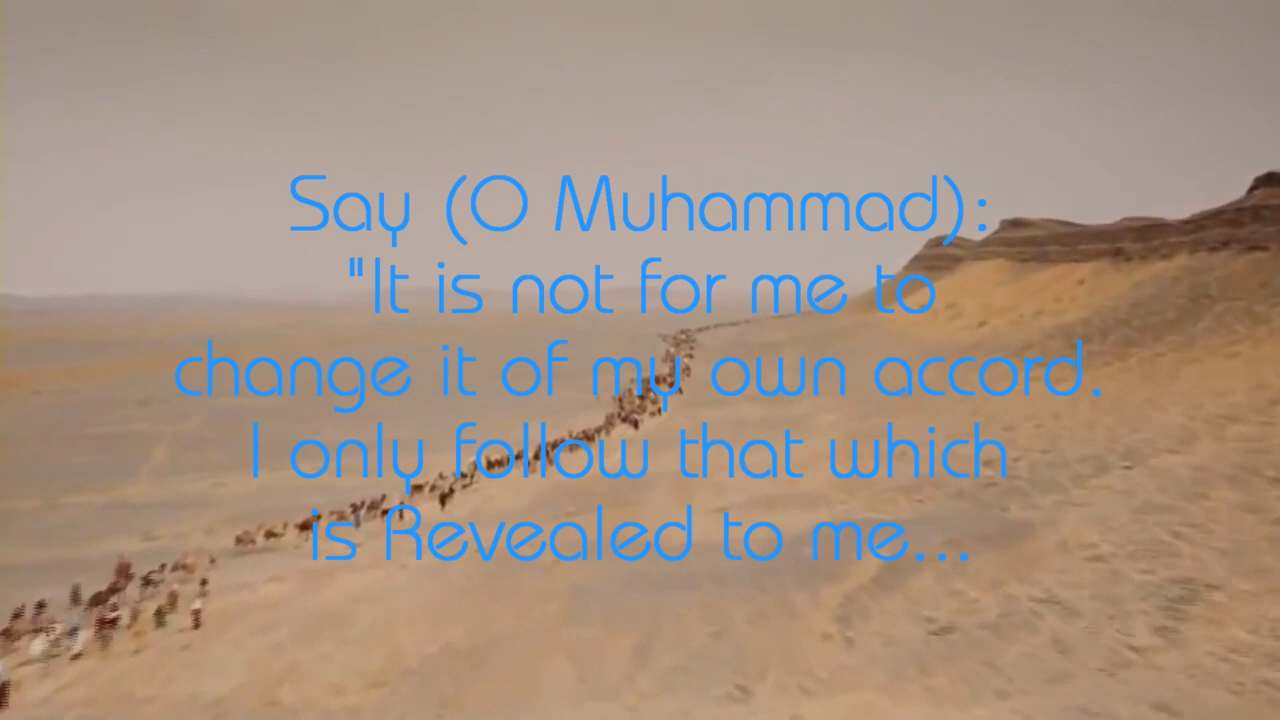 Say (O Muhammad):
"It is not for me to
change it of my own accord.
I only follow that which
is Revealed to me...